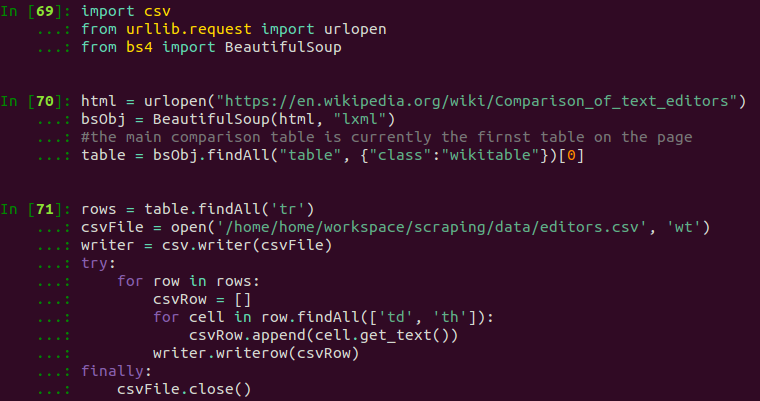 In [69]: import csv
    ...: from urllib.request import urlopen
    ...: from bs4 import BeautifulSoup
In [70]: html = urlopen("https://en.wikipedia.org/wiki/Comparison_of_text_editors")
    ...: bsObj = BeautifulSoup(html, "lxml")
    ...: #the main comparison table is currently the firnst table on the page
    ...: table = bsObj.findAll("table", {"class":"wikitable"})[0]
In [71]: rows = table.findAll('tr')
    ...: csvFile = open('/home/home/workspace/scraping/data/editors.csv', 'wt')
    ...: writer = csv.writer(csvFile)
    ...: try:
    ...:     for row in rows:
    ...:         csvRow = []
    ...:         for cell in row.findAll(['td', 'th']):
    ...:             csvRow.append(cell.get_text())
    ...:         writer.writerow(csvRow)
    ...: finally:
    ...:     csvFile.close()